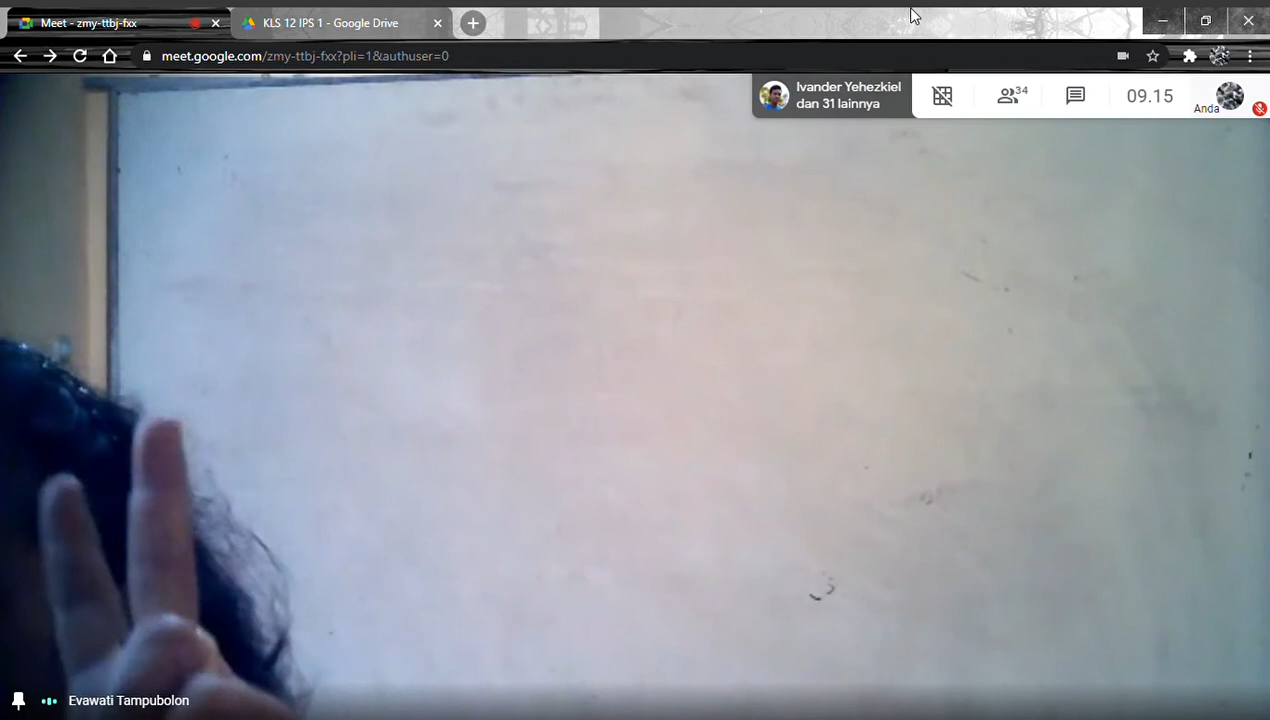 Meet - zmy-ttbj-fxx
KLS 12 IPS 1 - Google Drive
meet.google.com/zmy-ttbj-fxx?pli=1&authuser=0
Ivander Yehezkiel
dan 31 lainnya
34
09.15
Anda
Evawati Tampubolon